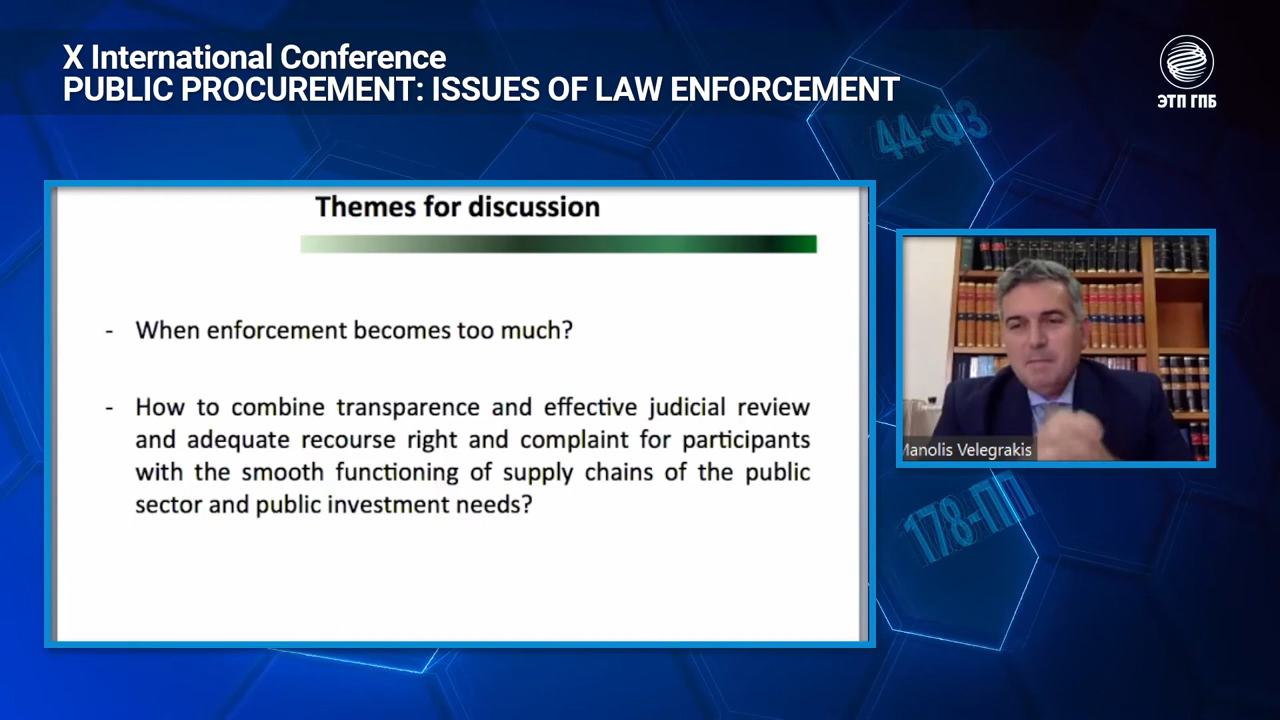 X International Conference
PUBLIC PROCUREMENT: ISSUES OF LAW ENFORCEMENT
ЭТП ГПБ
44-ФЗ
Themes for discussion
- When enforcement becomes too much?
- How to combine transparence and effective judicial review
and adequate recourse right and complaint for participants
with the smooth functioning of supply chains of the public
sector and public investment needs?
Manolis Velegrakis
178-ПП